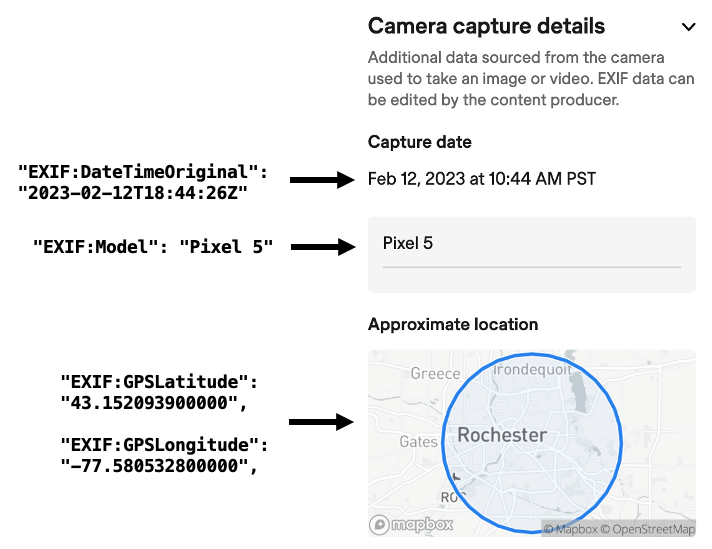 Camera capture details
Additional data sourced from the camera
used to take an image or video. EXIF data can
be edited by the content producer.
Capture date
"EXIF:DateTimeOriginal":
"2023-02-12T18:44:26Z"
Feb 12, 2023 at 10:44 AM PST
"EXIF:Model": "Pixel 5"
Pixel 5
Approximate location
"EXIF:GPSLatitude":
"43.152093900000",
"EXIF:GPSLongitude":
"-77.580532800000",
Greece
Irondequoit
Gates
Rochester
ROC
mapbox
© Mapbox © OpenStreetMap